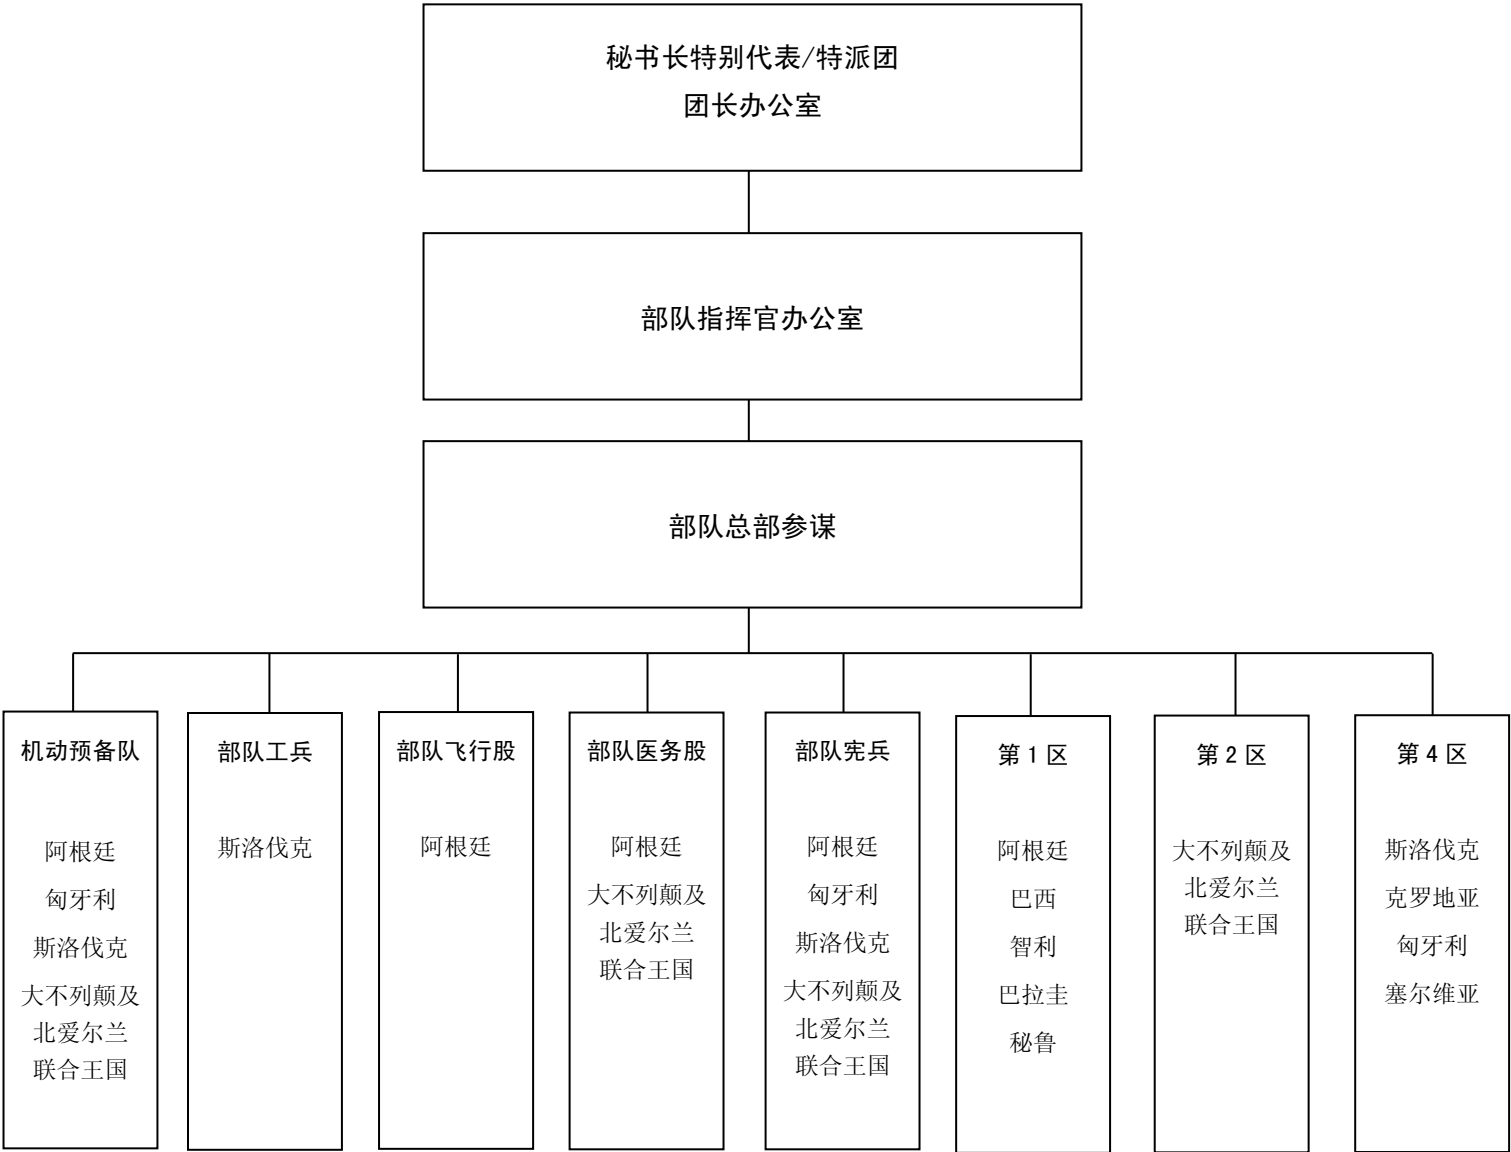 秘书长特别代表/特派团
团长办公室
部队指挥官办公室
部队总部参谋
机动预备队
阿根廷
匈牙利
斯洛伐克
大不列颠及
北爱尔兰
联合王国
部队工兵
斯洛伐克
部队飞行股
阿根廷
部队医务股
阿根廷
大不列颠及
北爱尔兰
联合王国
部队宪兵
阿根廷
匈牙利
斯洛伐克
大不列颠及
北爱尔兰
联合王国
第 1 区
阿根廷
巴西
智利
巴拉圭
秘鲁
第 2 区
大不列颠及
北爱尔兰
联合王国
第 4 区
斯洛伐克
克罗地亚
匈牙利
塞尔维亚